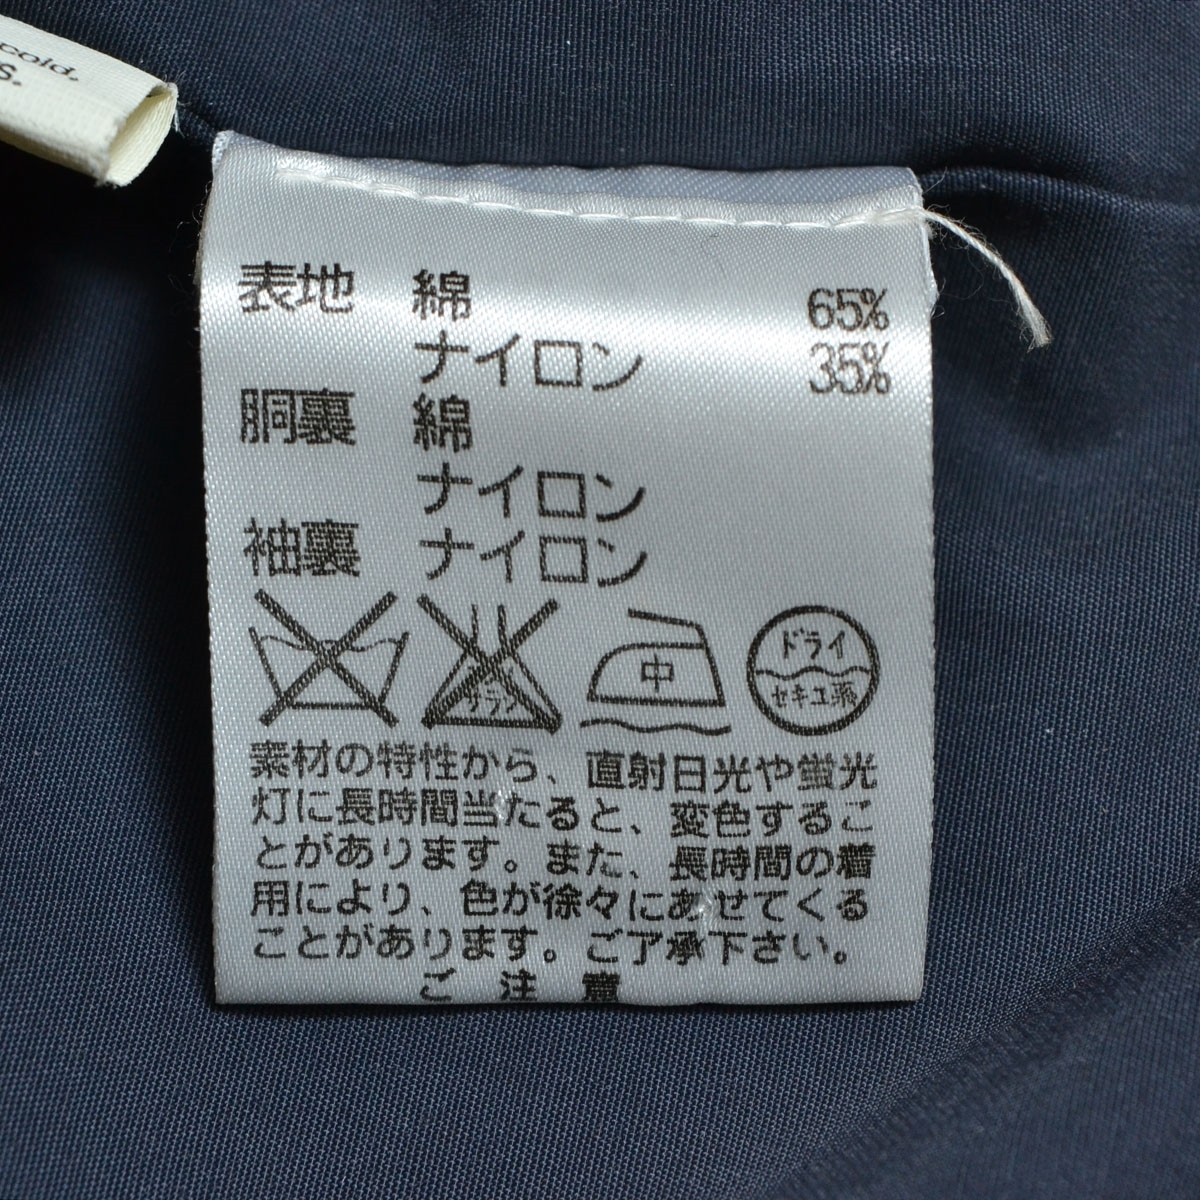 cold.
s.
表地 綿 65%
ナイロン 35%
胴裏 綿
ナイロン
袖裏 ナイロン
中 ドライ
サラシ セキユ系
素材の特性から、直射日光や蛍光
灯に長時間当たると、変色するこ
とがあります。また、長時間の着
用により、色が徐々にあせてくる
ことがあります。ご了承下さい。
ご注意